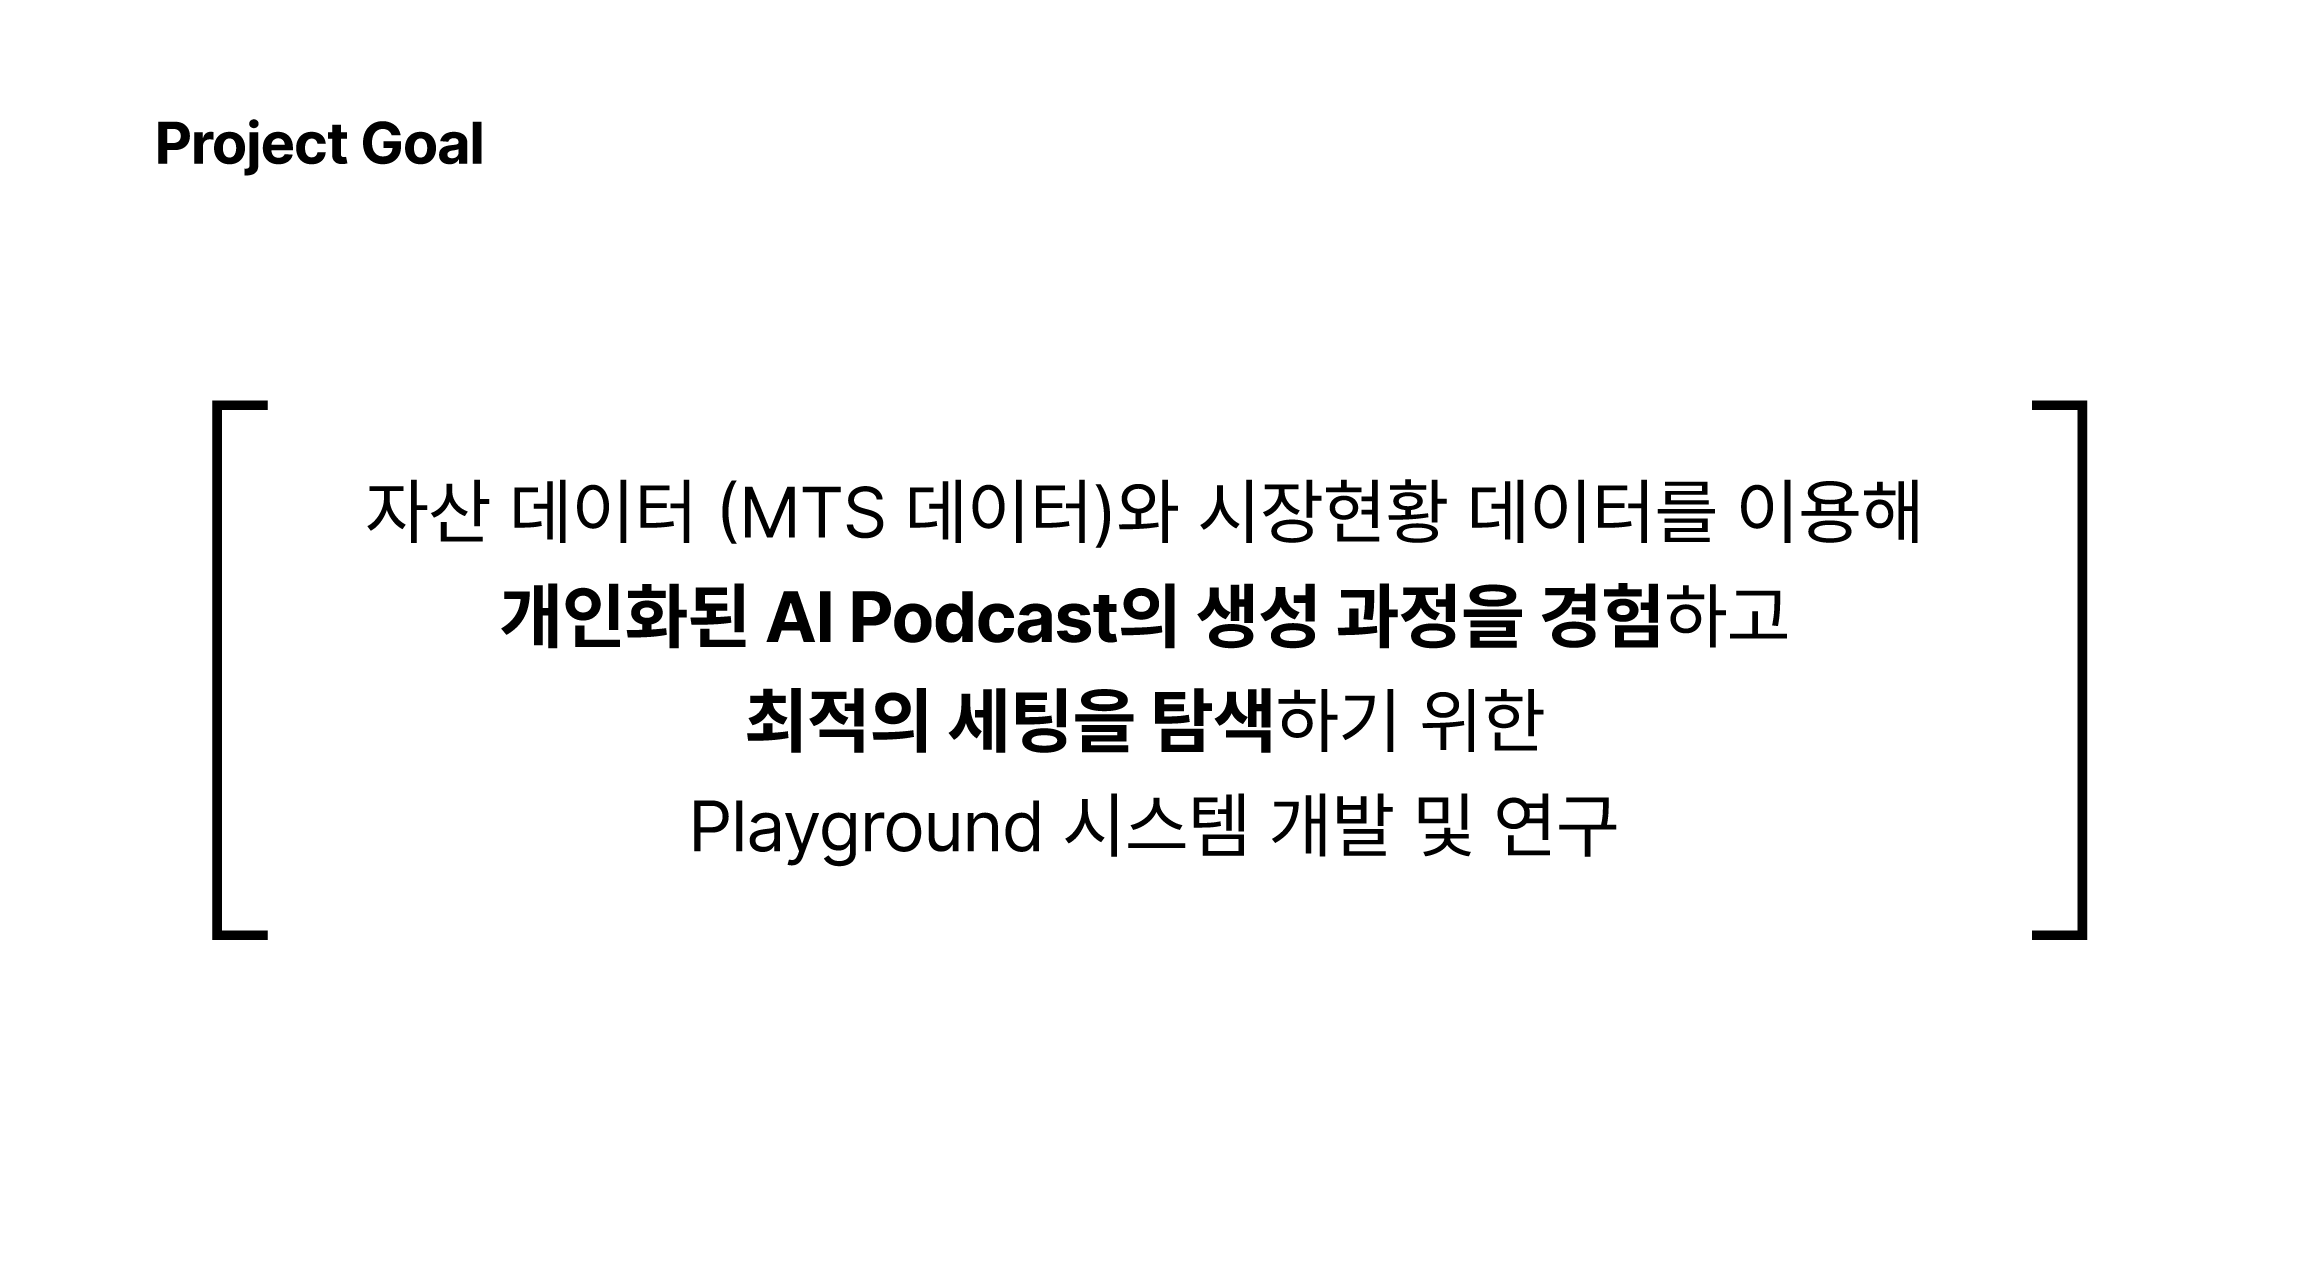 Project Goal
자산 데이터 (MTS 데이터)와 시장현황 데이터를 이용해
개인화된 AI Podcast의 생성 과정을 경험하고
최적의 세팅을 탐색하기 위한
Playground 시스템 개발 및 연구